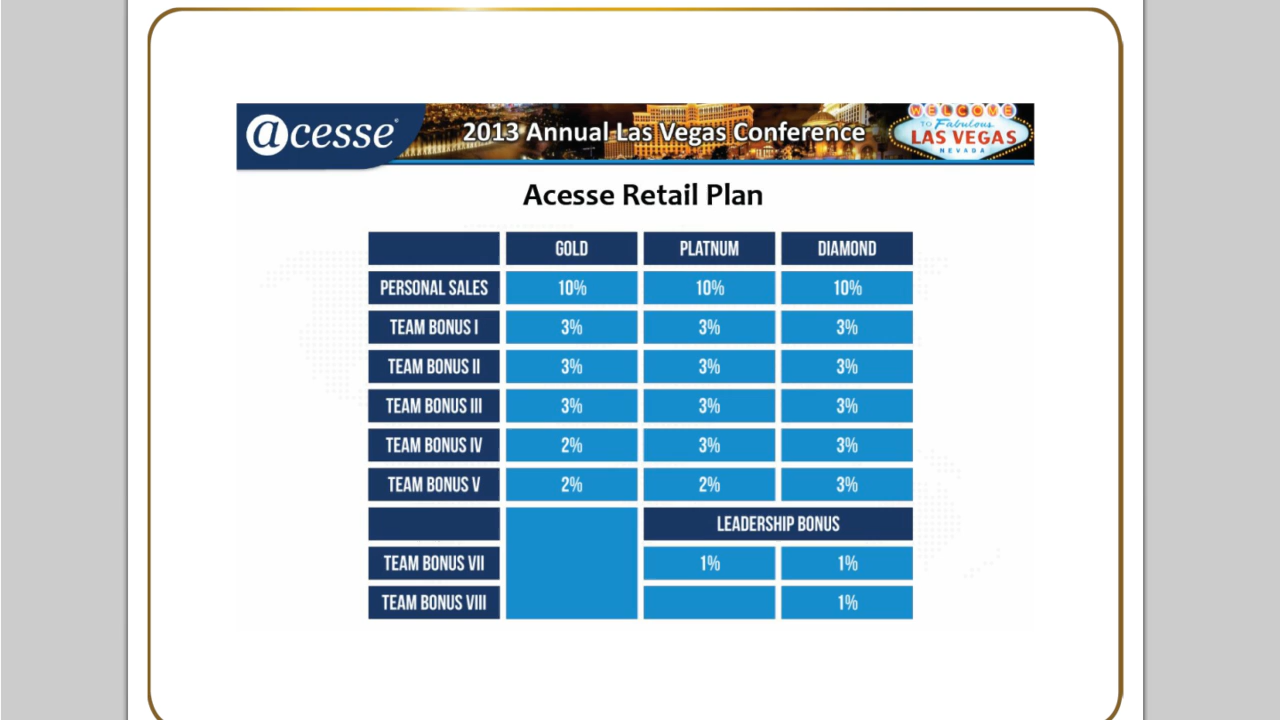 @cesse®
2013 Annual Las Vegas Conference
WELCOME
TO Fabulous
LAS VEGAS
NEVADA
Acesse Retail Plan
GOLD PLATNUM DIAMOND
PERSONAL SALES 10% 10% 10%
TEAM BONUS I 3% 3% 3%
TEAM BONUS II 3% 3% 3%
TEAM BONUS III 3% 3% 3%
TEAM BONUS IV 2% 3% 3%
TEAM BONUS V 2% 2% 3%
LEADERSHIP BONUS
TEAM BONUS VII 1% 1%
TEAM BONUS VIII 1%